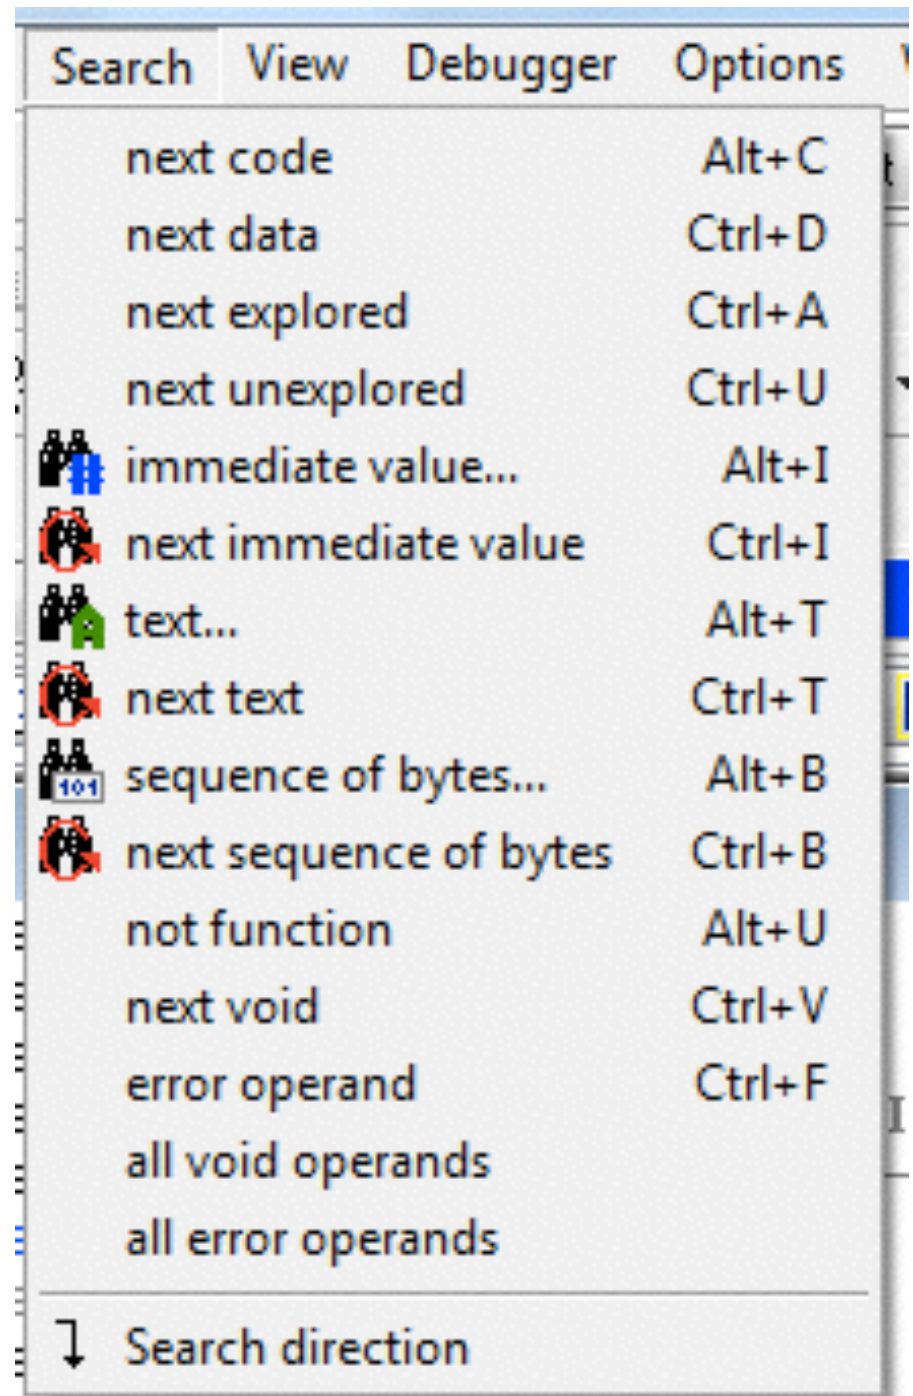 Search View Debugger Options
next code Alt+C
next data Ctrl+D
next explored Ctrl+A
next unexplored Ctrl+U
immediate value... Alt+I
next immediate value Ctrl+I
text... Alt+T
next text Ctrl+T
101 sequence of bytes... Alt+B
next sequence of bytes Ctrl+B
not function Alt+U
next void Ctrl+V
error operand Ctrl+F
all void operands
all error operands
Search direction